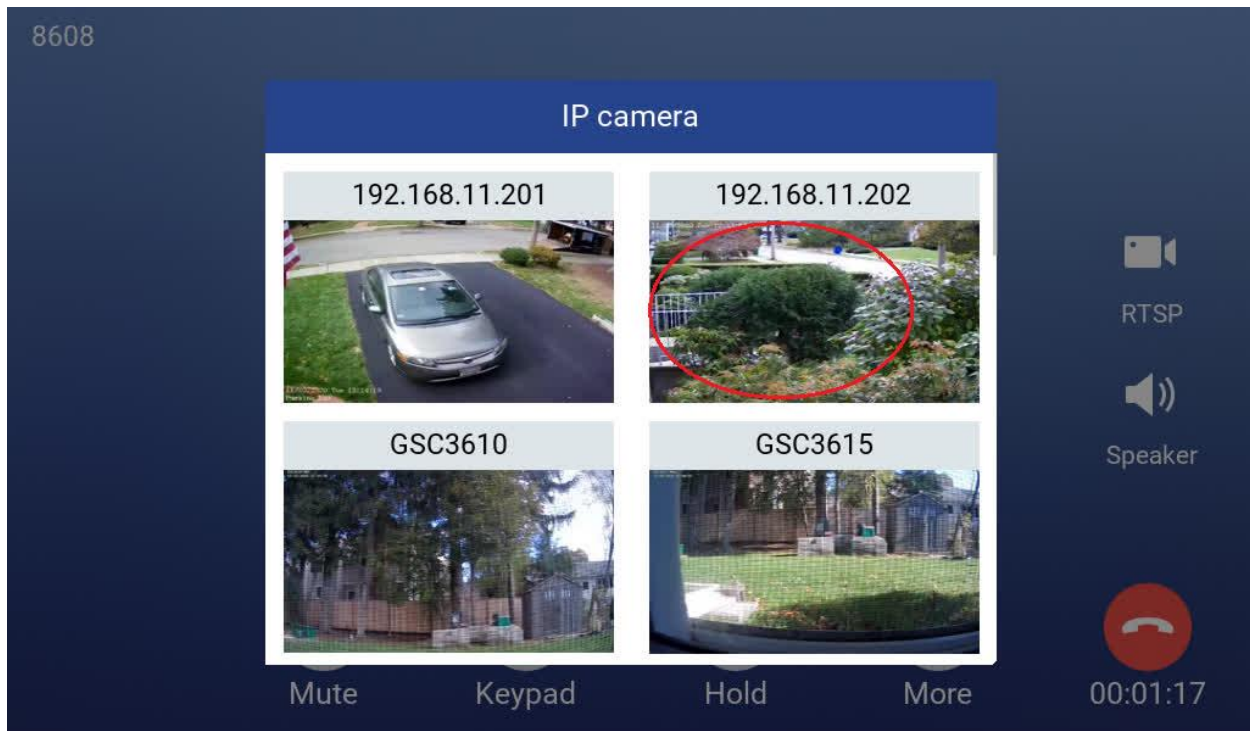 8608
IP camera
192.168.11.201
192.168.11.202
GSC3610
GSC3615
RTSP
Speaker
Mute
Keypad
Hold
More
00:01:17